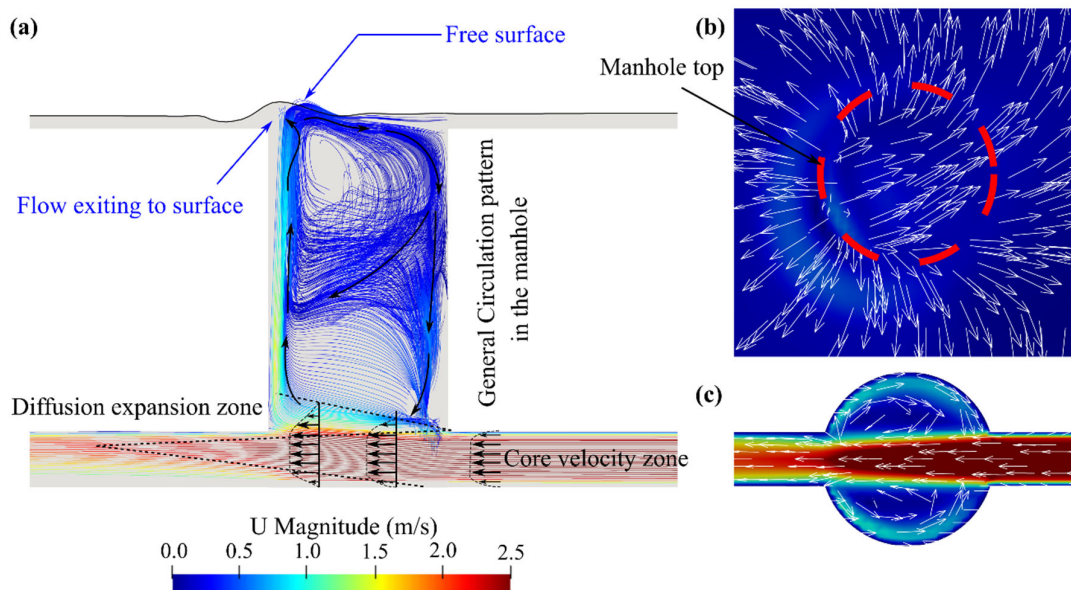 (a)
Free surface
Flow exiting to surface
General Circulation pattern
in the manhole
Diffusion expansion zone
Core velocity zone
U Magnitude (m/s)
0.0 0.5 1.0 1.5 2.0 2.5
(b)
Manhole top
(c)